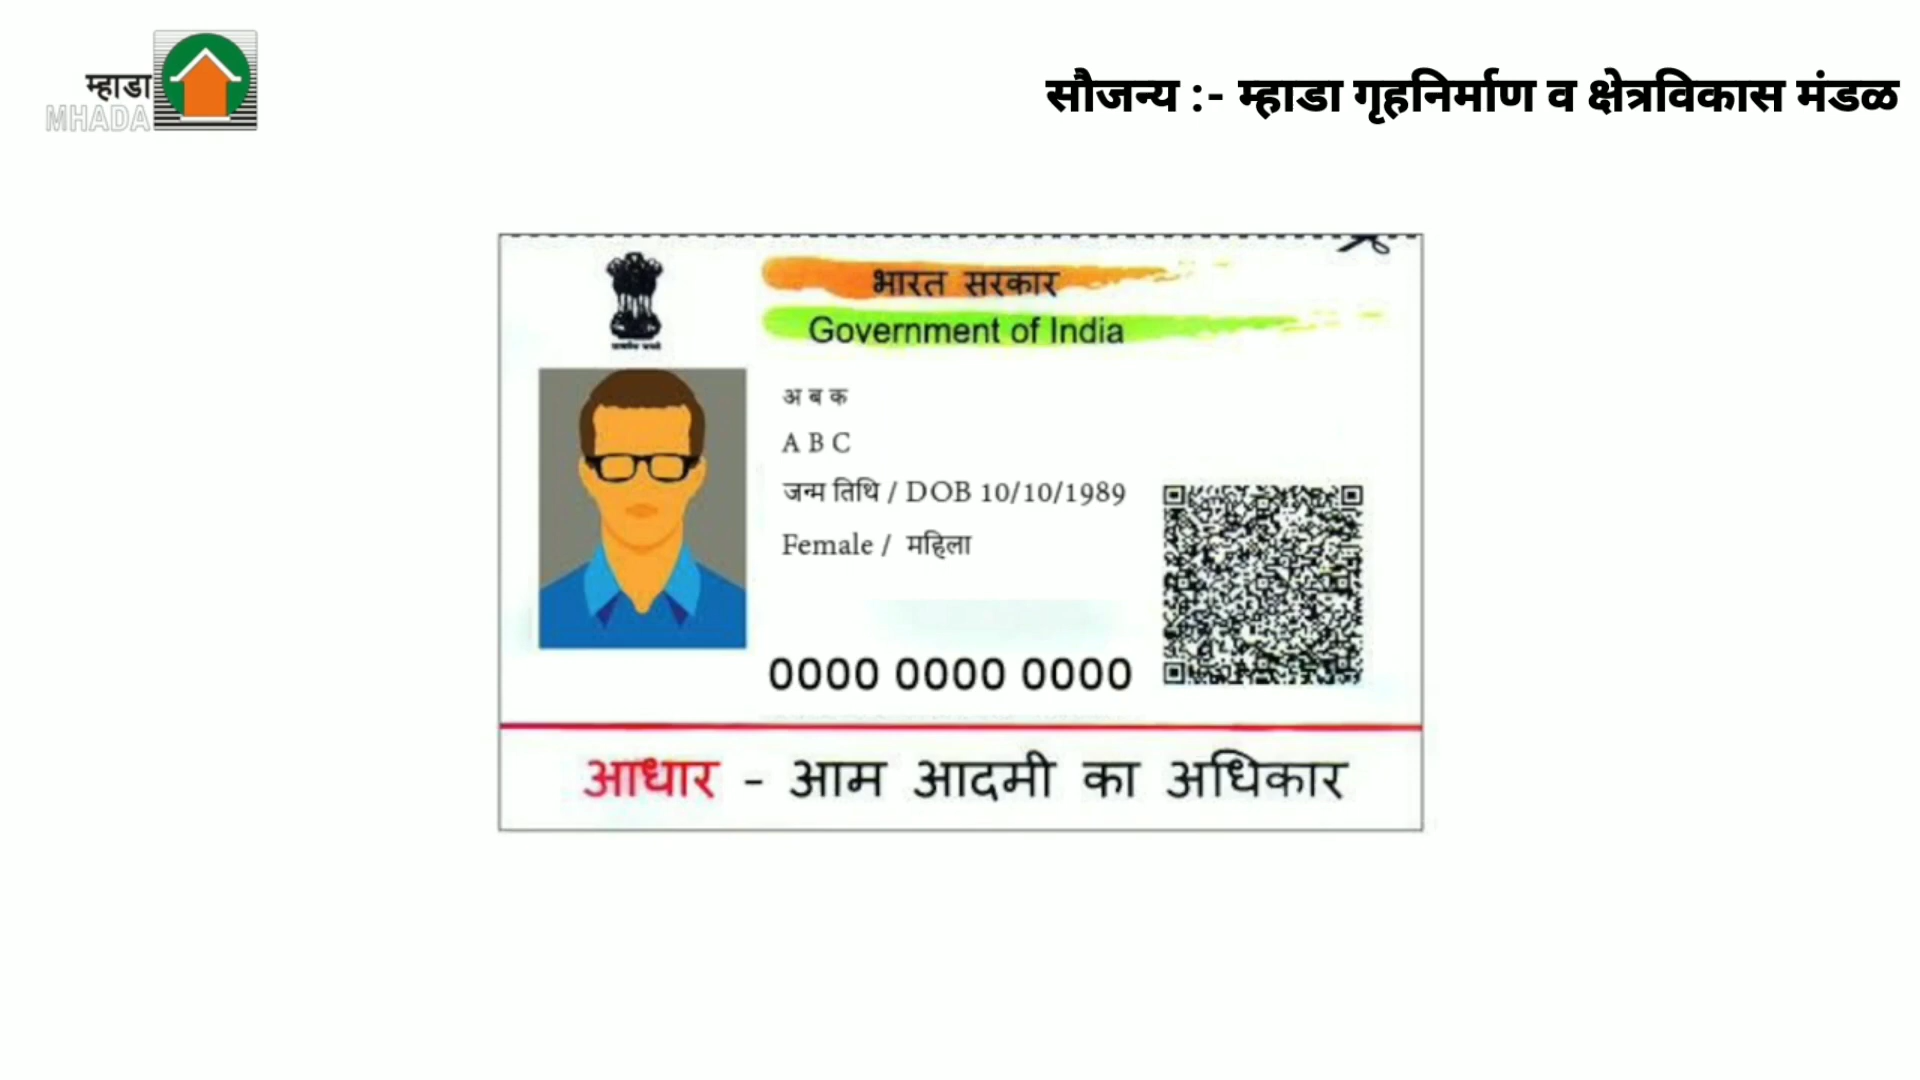 म्हाडा
MHADA
सौजन्य :- म्हाडा गृहनिर्माण व क्षेत्रविकास मंडळ
भारत सरकार
Government of India
अ ब क
A B C
जन्म तिथि / DOB 10/10/1989
Female / महिला
0000 0000 0000
आधार - आम आदमी का अधिकार